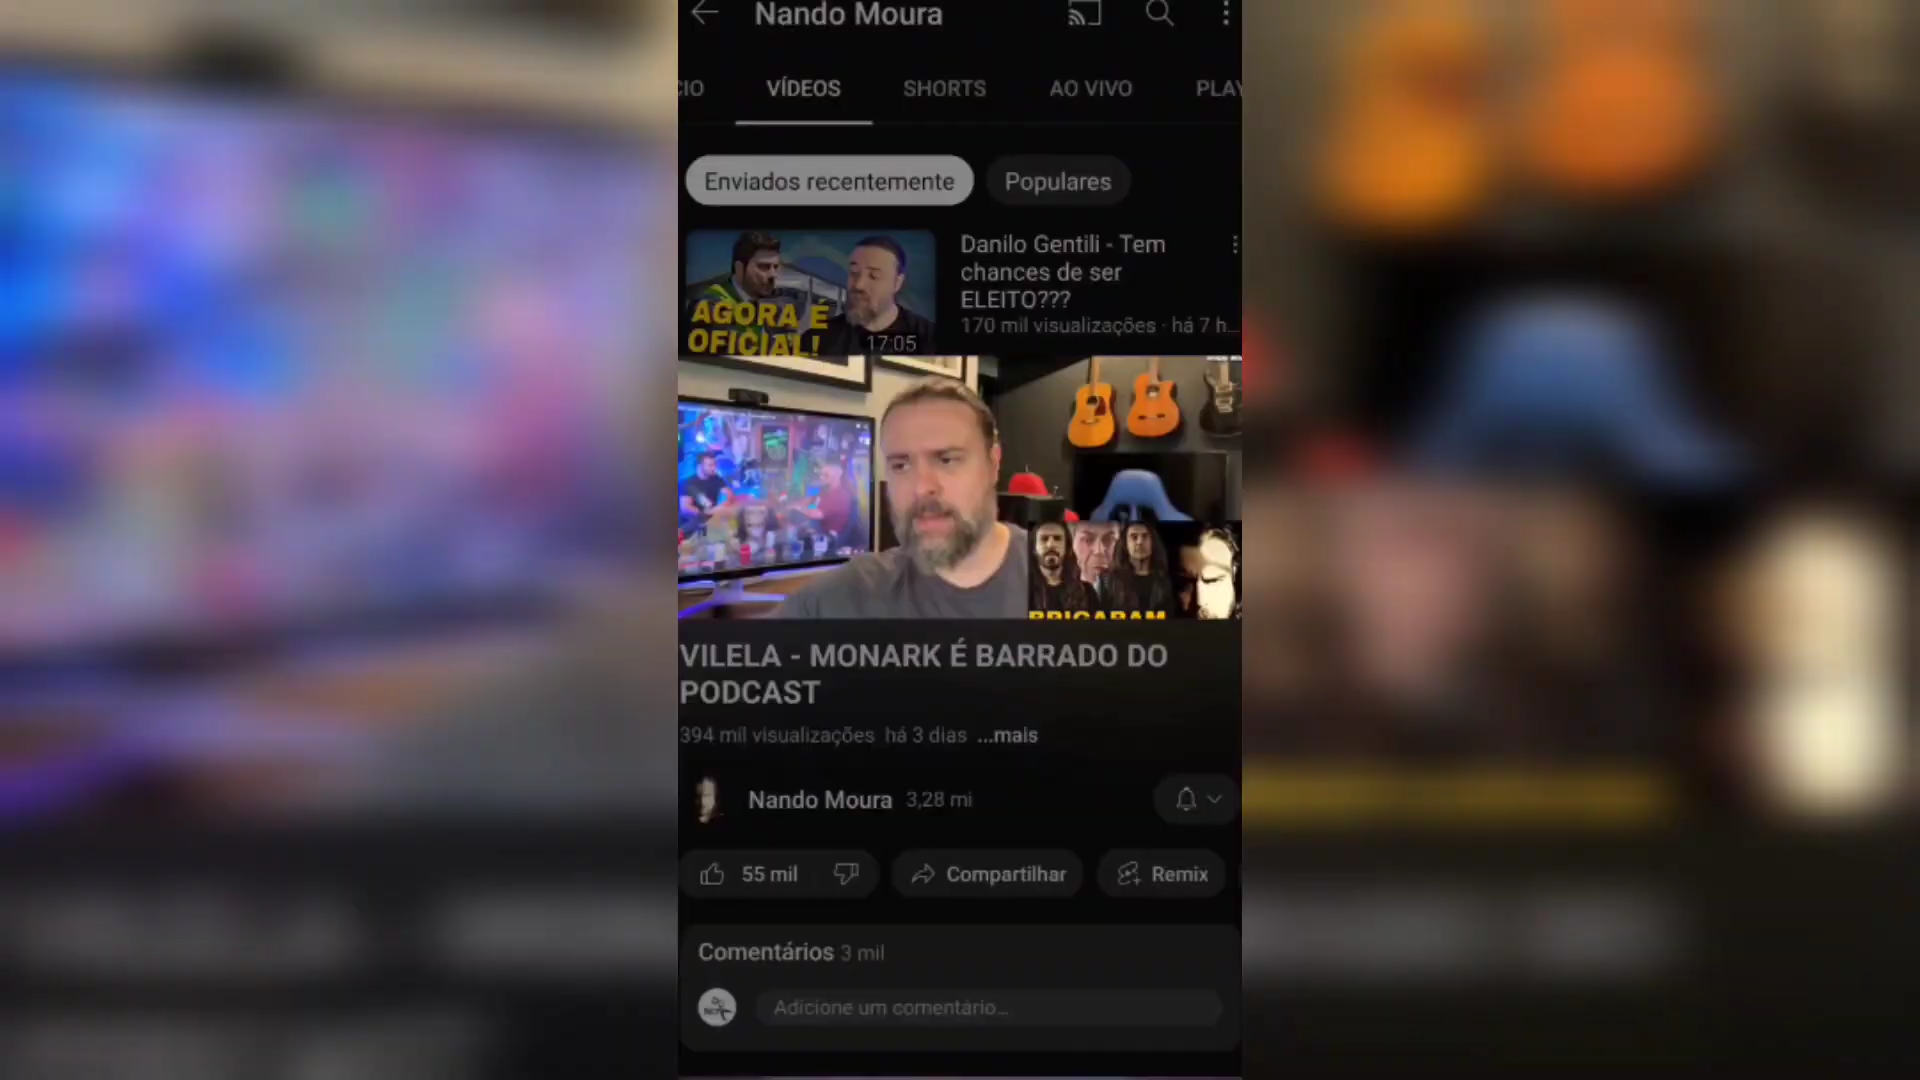 Nando Moura
CIO
VÍDEOS
SHORTS
AO VIVO
PLAY
Enviados recentemente
Populares
AGORA É
OFICIAL!
17:05
Danilo Gentili - Tem
chances de ser
ELEITO???
170 mil visualizações · há 7 h...
BRIGARAM
VILELA - MONARK É BARRADO DO
PODCAST
394 mil visualizações há 3 dias ...mais
Nando Moura 3,28 mi
55 mil
Compartilhar
Remix
Comentários 3 mil
Adicione um comentário...